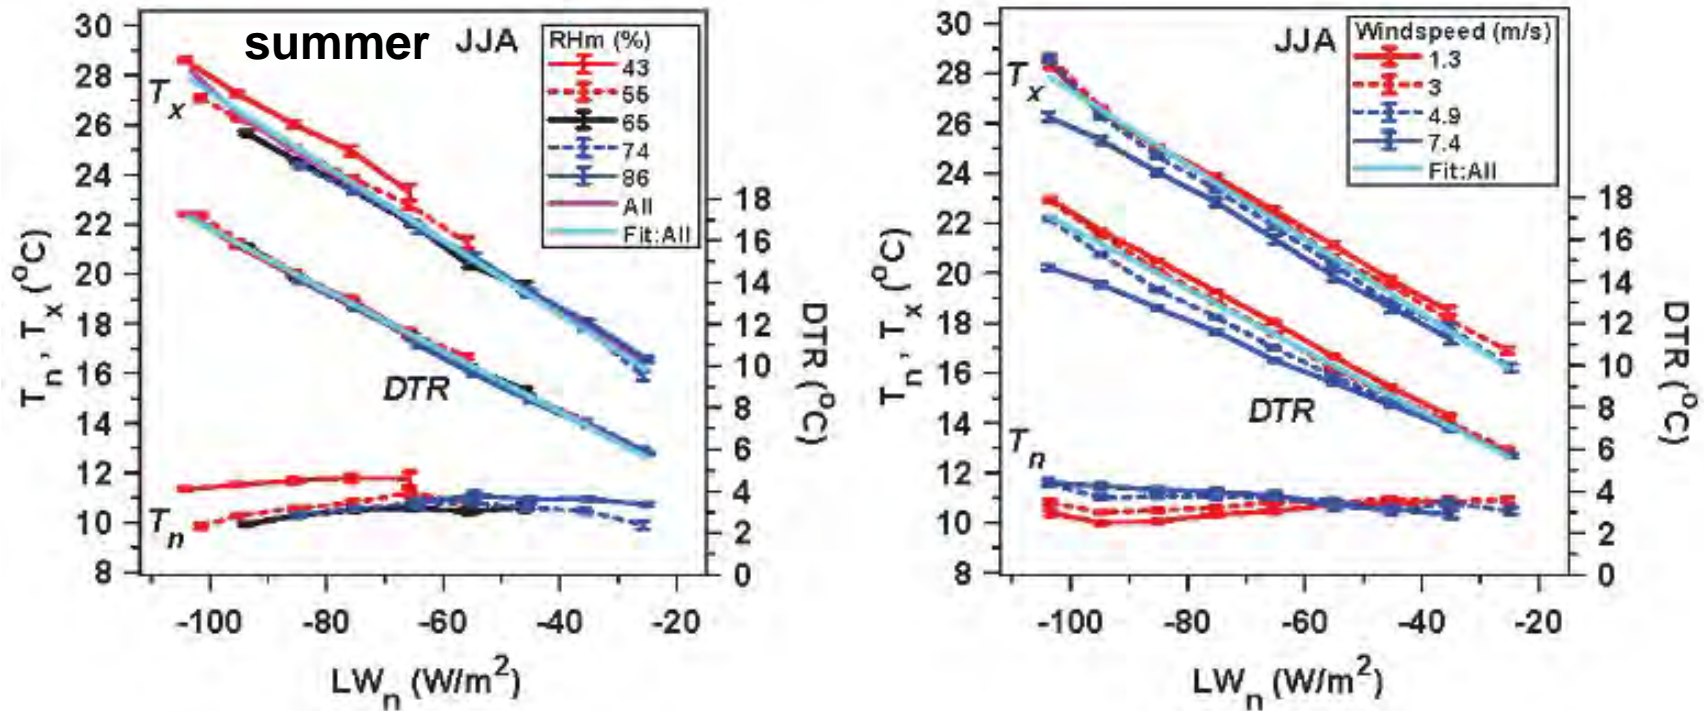 summer JJA
RHm (%)
43
55
65
74
86
All
Fit:All
Tx
DTR
Tn
30
28
26
24
22
20
18
16
14
12
10
8
Tn, Tx (°C)
18
16
14
12
10
8
6
4
2
0
DTR (°C)
-100 -80 -60 -40 -20
LWn (W/m²)
JJA
Windspeed (m/s)
1.3
3
4.9
7.4
Fit:All
Tx
DTR
Tn
30
28
26
24
22
20
18
16
14
12
10
8
Tn, Tx (°C)
18
16
14
12
10
8
6
4
2
0
DTR (°C)
-100 -80 -60 -40 -20
LWn (W/m²)